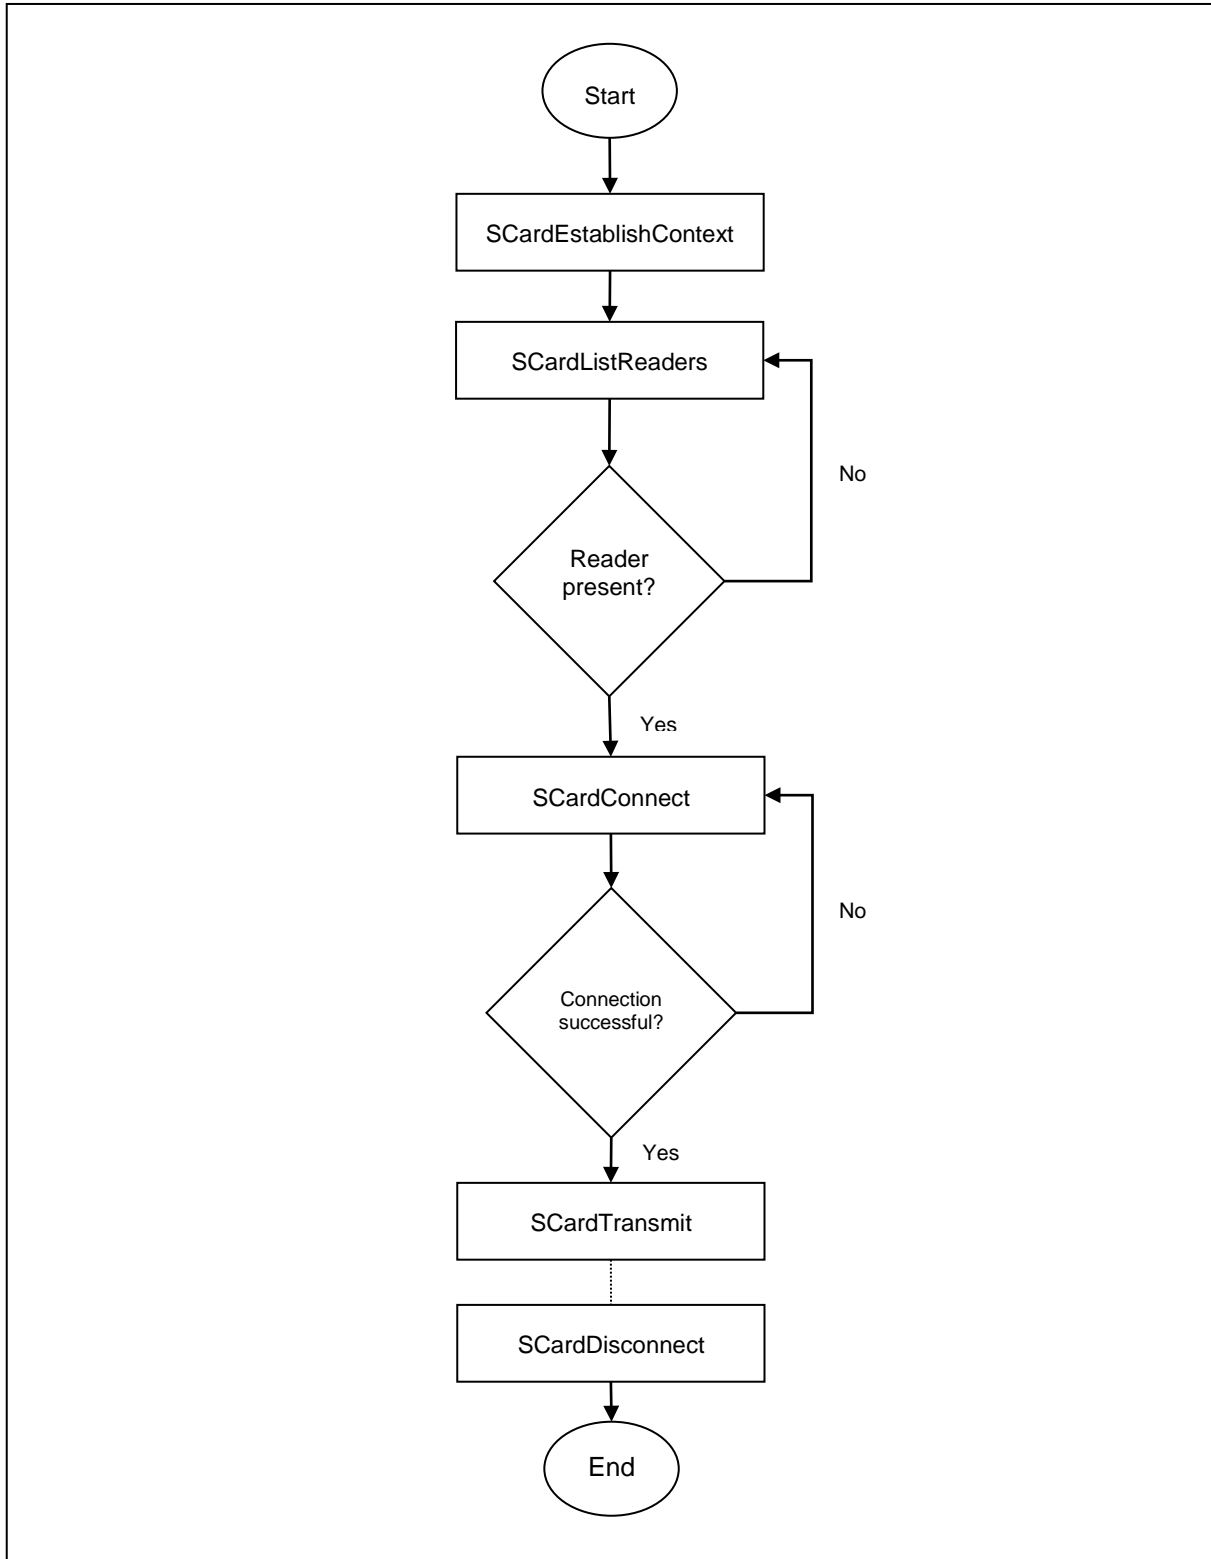 Start
SCardEstablishContext
SCardListReaders
No
Reader
present?
Yes
SCardConnect
No
Connection
successful?
Yes
SCardTransmit
SCardDisconnect
End